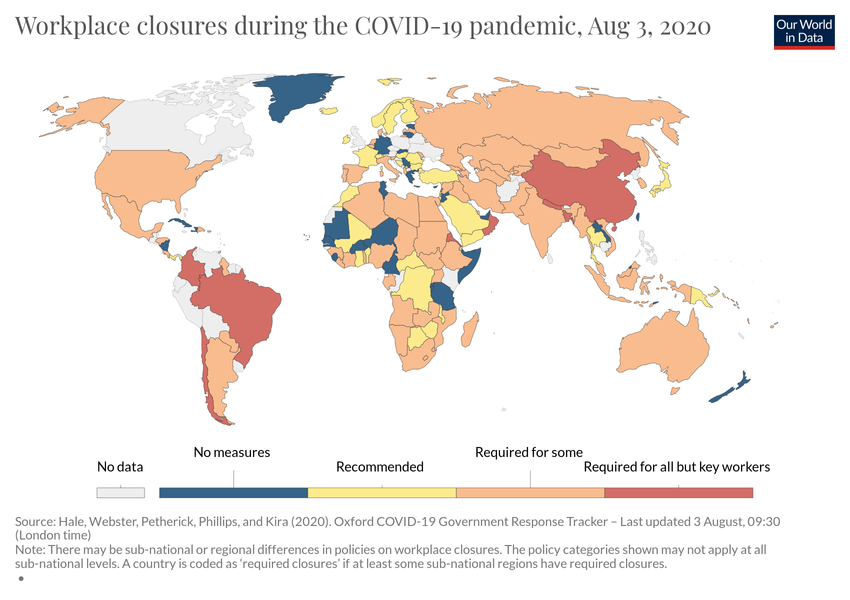 Workplace closures during the COVID-19 pandemic, Aug 3, 2020
Our World
in Data
No data
No measures
Recommended
Required for some
Required for all but key workers
Source: Hale, Webster, Petherick, Phillips, and Kira (2020). Oxford COVID-19 Government Response Tracker – Last updated 3 August, 09:30
(London time)
Note: There may be sub-national or regional differences in policies on workplace closures. The policy categories shown may not apply at all
sub-national levels. A country is coded as 'required closures' if at least some sub-national regions have required closures.